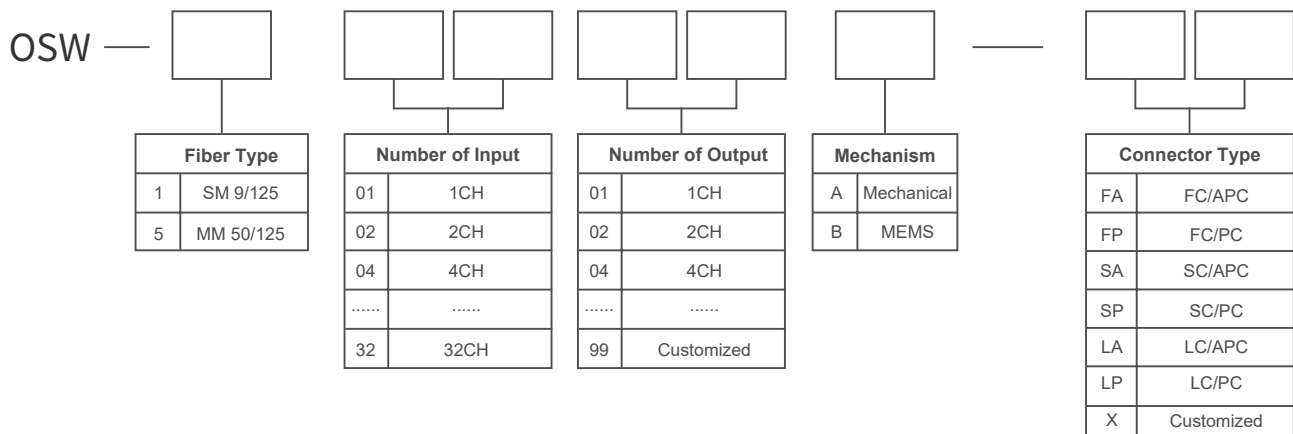 OSW
Fiber Type
1 SM 9/125
5 MM 50/125
Number of Input
01 1CH
02 2CH
04 4CH
...... ......
32 32CH
Number of Output
01 1CH
02 2CH
04 4CH
...... ......
99 Customized
Mechanism
A Mechanical
B MEMS
Connector Type
FA FC/APC
FP FC/PC
SA SC/APC
SP SC/PC
LA LC/APC
LP LC/PC
X Customized